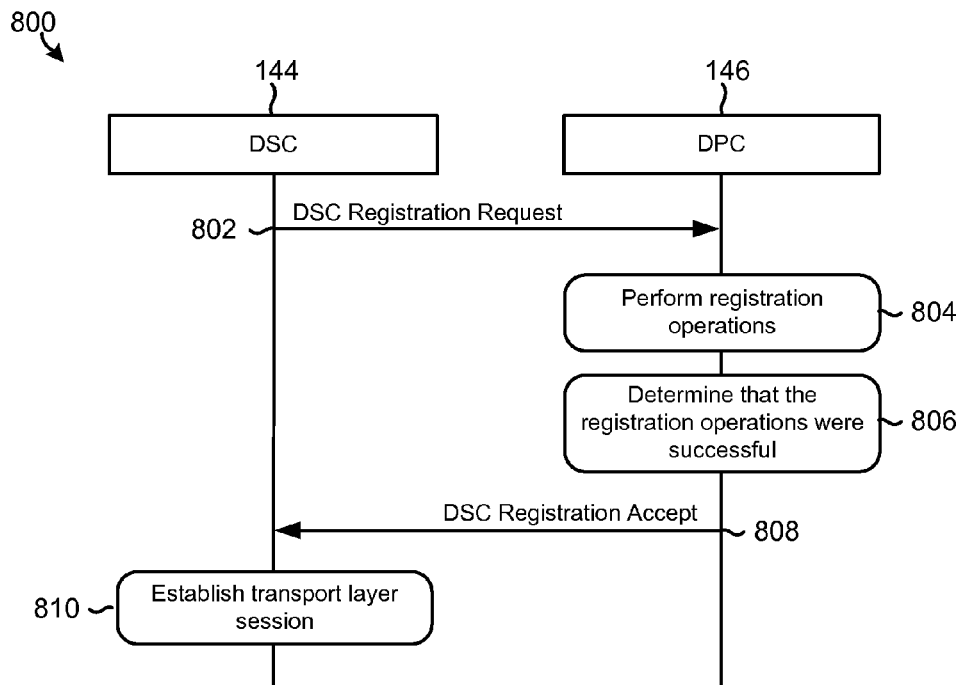 800
144
146
DSC
DPC
DSC Registration Request
802
Perform registration
operations
804
Determine that the
registration operations were
successful
806
DSC Registration Accept
808
Establish transport layer
session
810